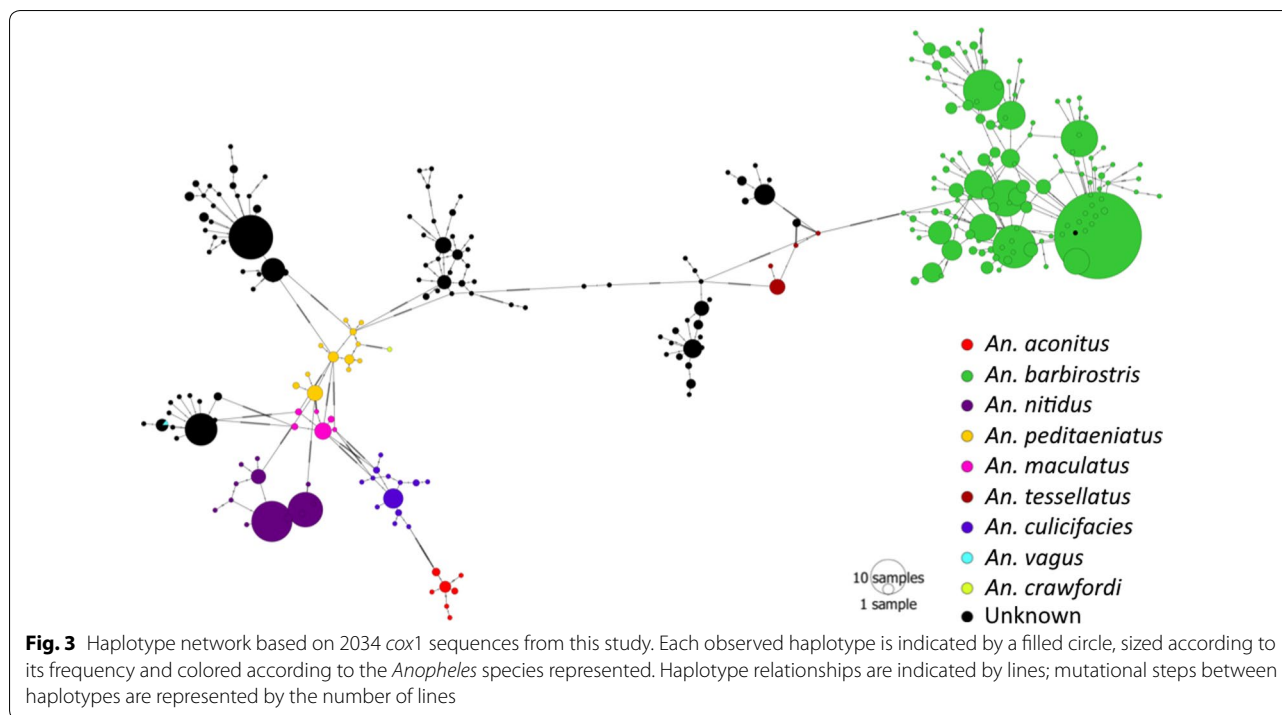 An. aconitus
An. barbirostris
An. nitidus
An. peditaeniatus
An. maculatus
An. tessellatus
An. culicifacies
An. vagus
An. crawfordi
Unknown
10 samples
1 sample
Fig. 3 Haplotype network based on 2034 cox1 sequences from this study. Each observed haplotype is indicated by a filled circle, sized according to
its frequency and colored according to the Anopheles species represented. Haplotype relationships are indicated by lines; mutational steps between
haplotypes are represented by the number of lines